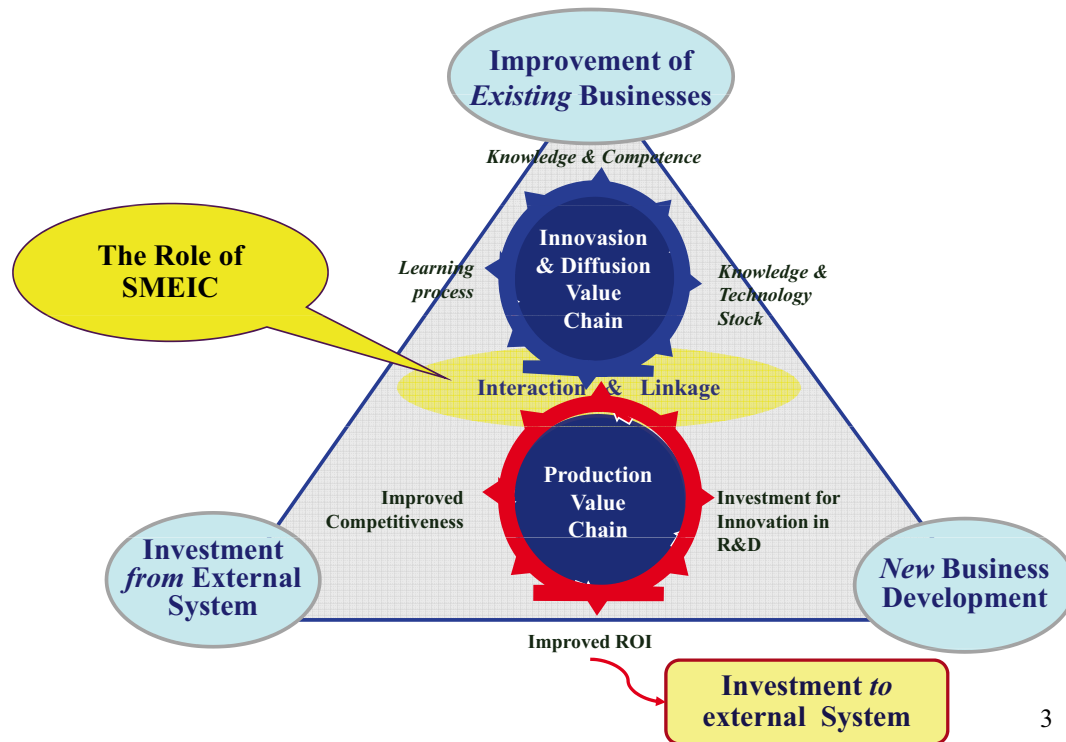 Improvement of
Existing Businesses
Knowledge & Competence
The Role of
SMEIC
Innovasion
& Diffusion
Value
Chain
Learning
process
Knowledge &
Technology
Stock
Interaction & Linkage
Production
Value
Chain
Improved
Competitiveness
Investment for
Innovation in
R&D
Investment
from External
System
New Business
Development
Improved ROI
Investment to
external System
3